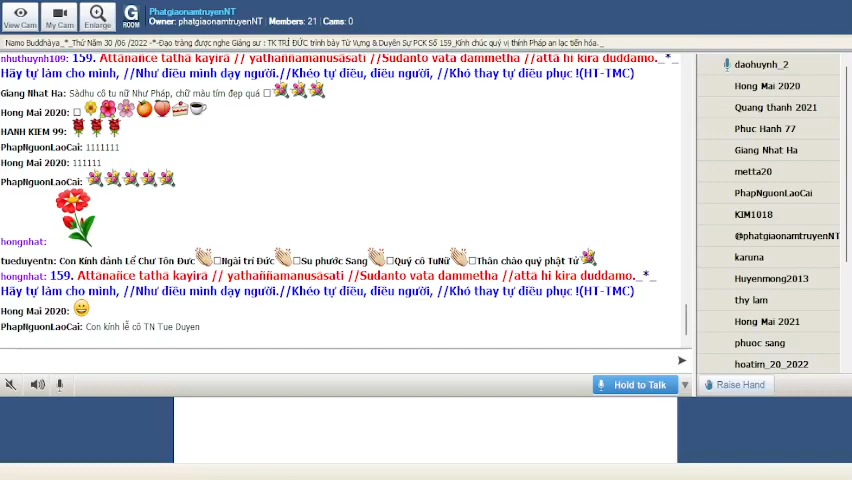 PhatgiaonamtruyenNT
Owner: phatgiaonamtruyenNT | Members: 21 | Cams: 0
View Cam
My Cam
Enlarge
G ROOM
Namo Buddhàya_*_Thứ Năm 30 /06 /2022 -*-Đạo tràng được nghe Giảng sư : TK TRÍ ĐỨC trình bày Từ Vựng & Duyên Sự PCK Số 159_Kính chúc quý vị thính Pháp an lạc tiến hóa._
nhuthuynh109: 159. Attānañce tathā kayirā // yathaññamanusāsati //Sudanto vata dammetha //attā hi kira duddamo._*_
Hãy tự làm cho mình, //Như điều mình dạy người.//Khéo tự điều, điều người, //Khó thay tự điều phục !(HT-TMC)
Giang Nhat Ha: Sādhu cô tu nữ Như Pháp, chữ màu tím đẹp quá
Hong Mai 2020:
HANH KIEM 99:
PhapNguonLaoCai: 1111111
Hong Mai 2020: 111111
PhapNguonLaoCai:
hongnhat:
tueduyentn: Con Kính đảnh Lể Chư Tôn Đức Ngài trí Đức Su phước Sang Quý cô TuNữ Thân chào quý phật Tử
hongnhat: 159. Attānañce tathā kayirā // yathaññamanusāsati //Sudanto vata dammetha //attā hi kira duddamo._*_
Hãy tự làm cho mình, //Như điều mình dạy người.//Khéo tự điều, điều người, //Khó thay tự điều phục !(HT-TMC)
Hong Mai 2020:
PhapNguonLaoCai: Con kính lễ cô TN Tue Duyen
Hold to Talk
daohuynh_2
Hong Mai 2020
Quang thanh 2021
Phuc Hanh 77
Giang Nhat Ha
metta20
PhapNguonLaoCai
KIM1018
@phatgiaonamtruyenNT
karuna
Huyenmong2013
thy lam
Hong Mai 2021
phuoc sang
hoatim_20_2022
Raise Hand